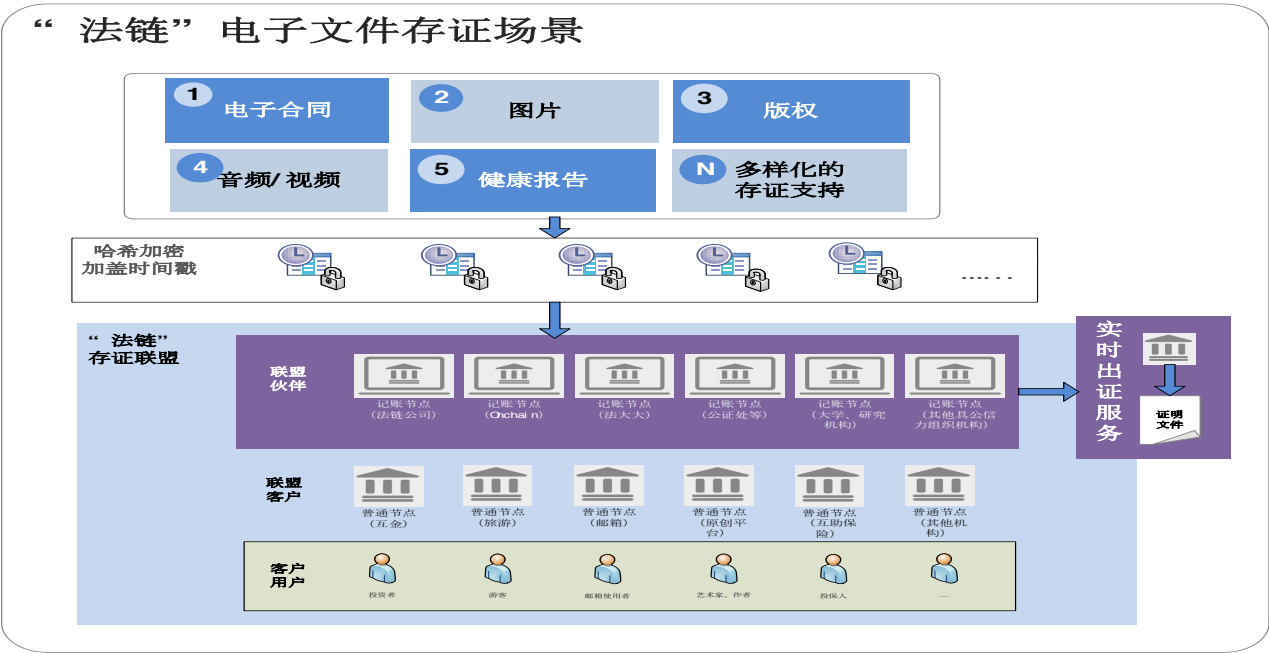 “法链”电子文件存证场景
1
电子合同
2
图片
3
版权
4
音频/视频
5
健康报告
N
多样化的
存证支持
哈希加密
加盖时间戳
……
“法链”
存证联盟
联盟
伙伴
记账节点
(法链公司)
记账节点
(Onchain)
记账节点
(法大大)
记账节点
(公证处等)
记账节点
(大学、研究
机构)
记账节点
(其他具公信
力组织机构)
实
时
出
证
服
务
证明
文件
联盟
客户
普通节点
(互金)
普通节点
(旅游)
普通节点
(邮箱)
普通节点
(原创平
台)
普通节点
(互助保
险)
普通节点
(其他机
构)
客户
用户
投资者
游客
邮箱使用者
艺术家、作者
投保人
…